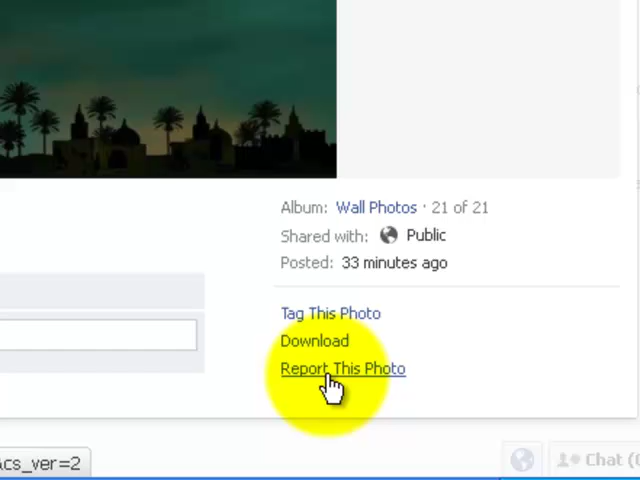 Album: Wall Photos · 21 of 21
Shared with: Public
Posted: 33 minutes ago
Tag This Photo
Download
Report This Photo
&cs_ver=2
Chat (